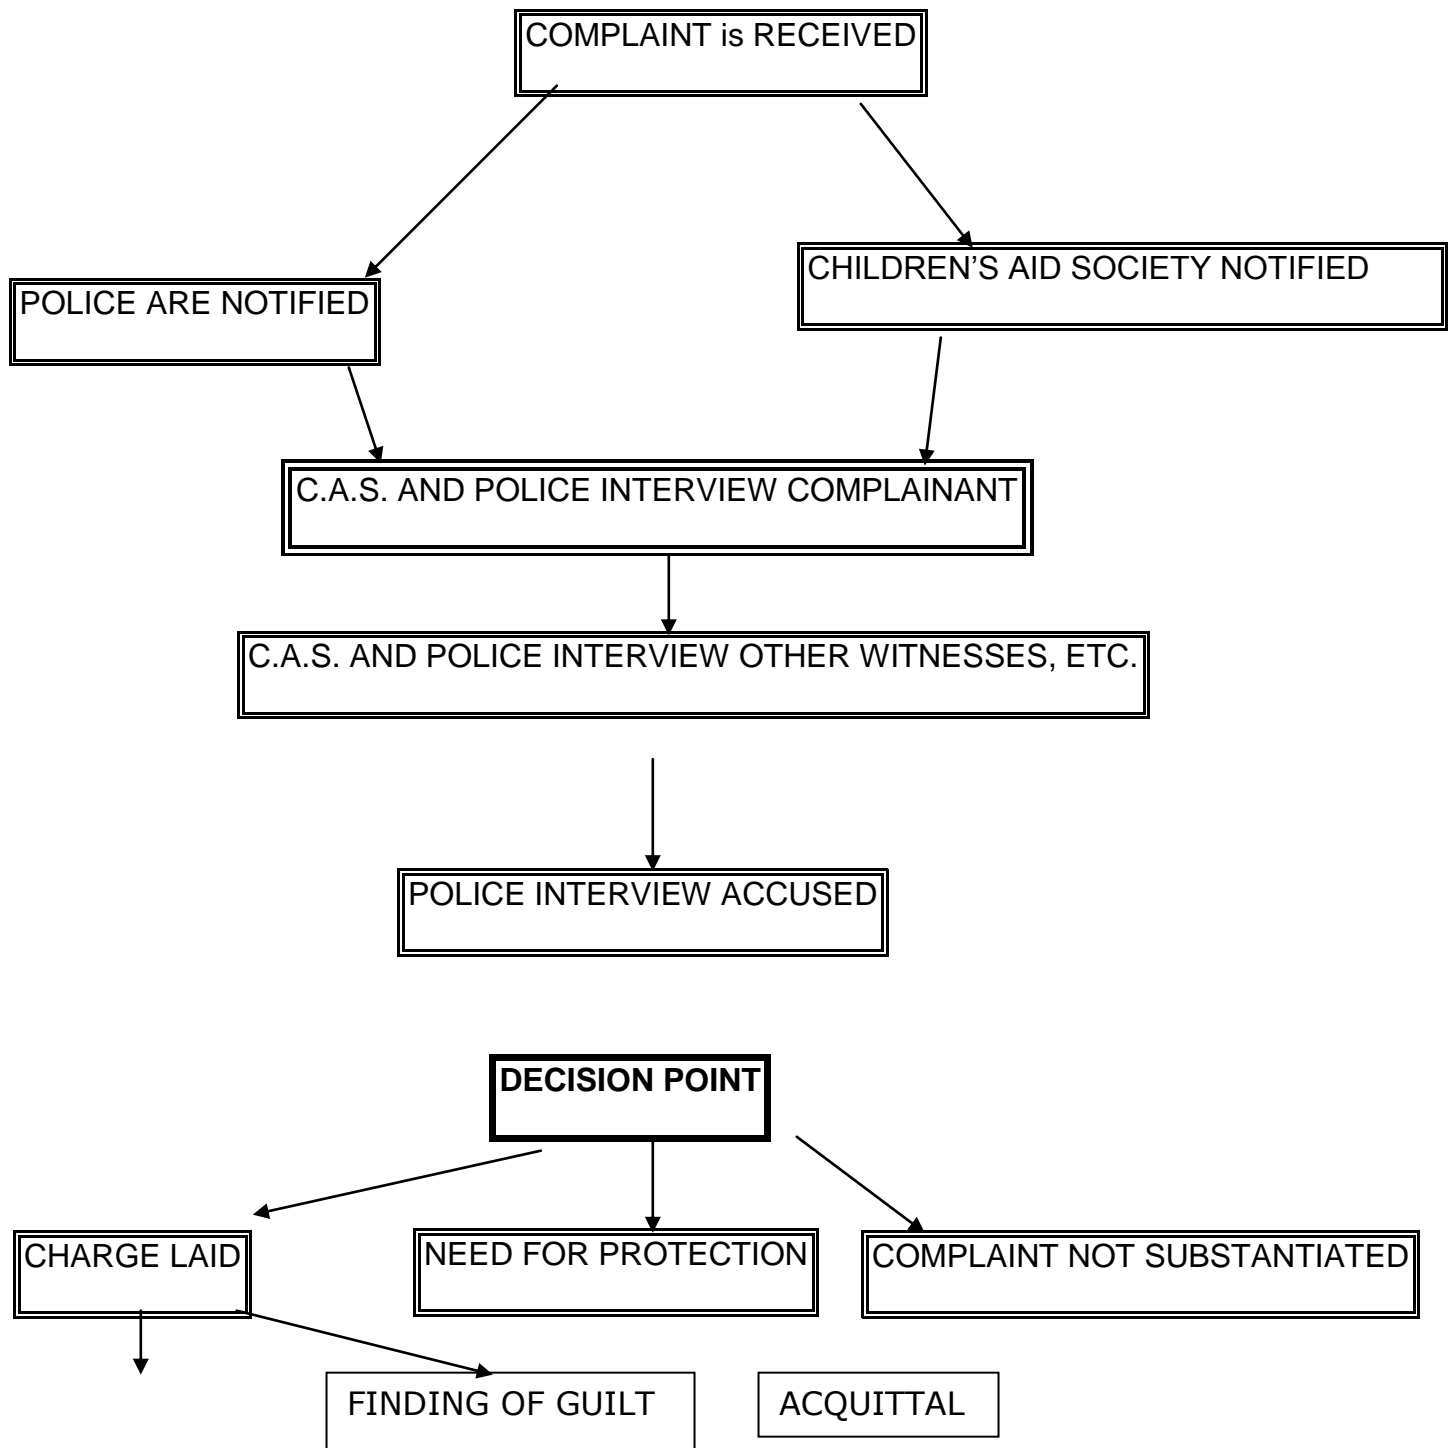 COMPLAINT is RECEIVED
CHILDREN'S AID SOCIETY NOTIFIED
POLICE ARE NOTIFIED
C.A.S. AND POLICE INTERVIEW COMPLAINANT
C.A.S. AND POLICE INTERVIEW OTHER WITNESSES, ETC.
POLICE INTERVIEW ACCUSED
DECISION POINT
CHARGE LAID
NEED FOR PROTECTION
COMPLAINT NOT SUBSTANTIATED
FINDING OF GUILT
ACQUITTAL